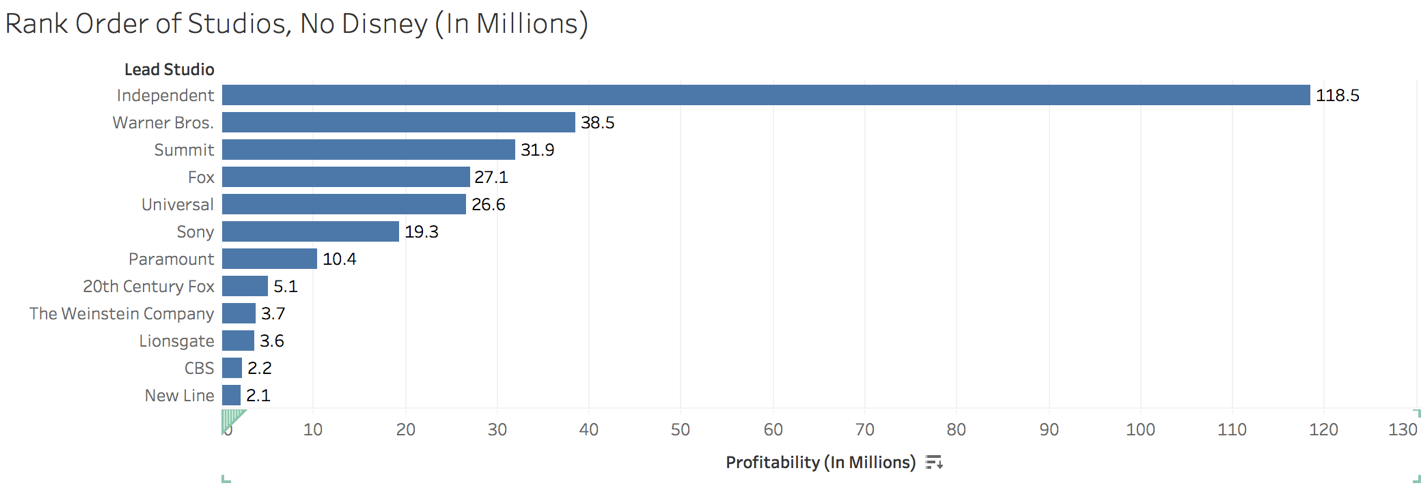 Rank Order of Studios, No Disney (In Millions)
Lead Studio
Independent 118.5
Warner Bros. 38.5
Summit 31.9
Fox 27.1
Universal 26.6
Sony 19.3
Paramount 10.4
20th Century Fox 5.1
The Weinstein Company 3.7
Lionsgate 3.6
CBS 2.2
New Line 2.1
0 10 20 30 40 50 60 70 80 90 100 110 120 130
Profitability (In Millions)